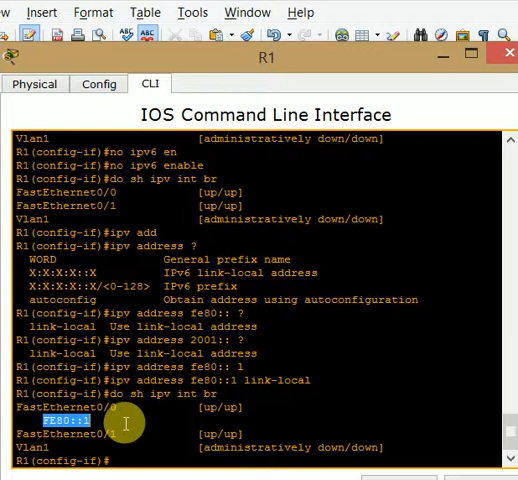 Insert Format Table Tools Window Help
R1
Physical Config CLI
IOS Command Line Interface
Vlan1 [administratively down/down]
R1(config-if)#no ipv6 en
R1(config-if)#no ipv6 enable
R1(config-if)#do sh ipv int br
FastEthernet0/0 [up/up]
FastEthernet0/1 [up/up]
Vlan1 [administratively down/down]
R1(config-if)#ipv add
R1(config-if)#ipv address ?
WORD General prefix name
X:X:X:X::X IPv6 link-local address
X:X:X:X::X/<0-128> IPv6 prefix
autoconfig Obtain address using autoconfiguration
R1(config-if)#ipv address fe80:: ?
link-local Use link-local address
R1(config-if)#ipv address 2001:: ?
link-local Use link-local address
R1(config-if)#ipv address fe80:: l
R1(config-if)#ipv address fe80::1 link-local
R1(config-if)#do sh ipv int br
FastEthernet0/0 [up/up]
FE80::1
FastEthernet0/1 [up/up]
Vlan1 [administratively down/down]
R1(config-if)#